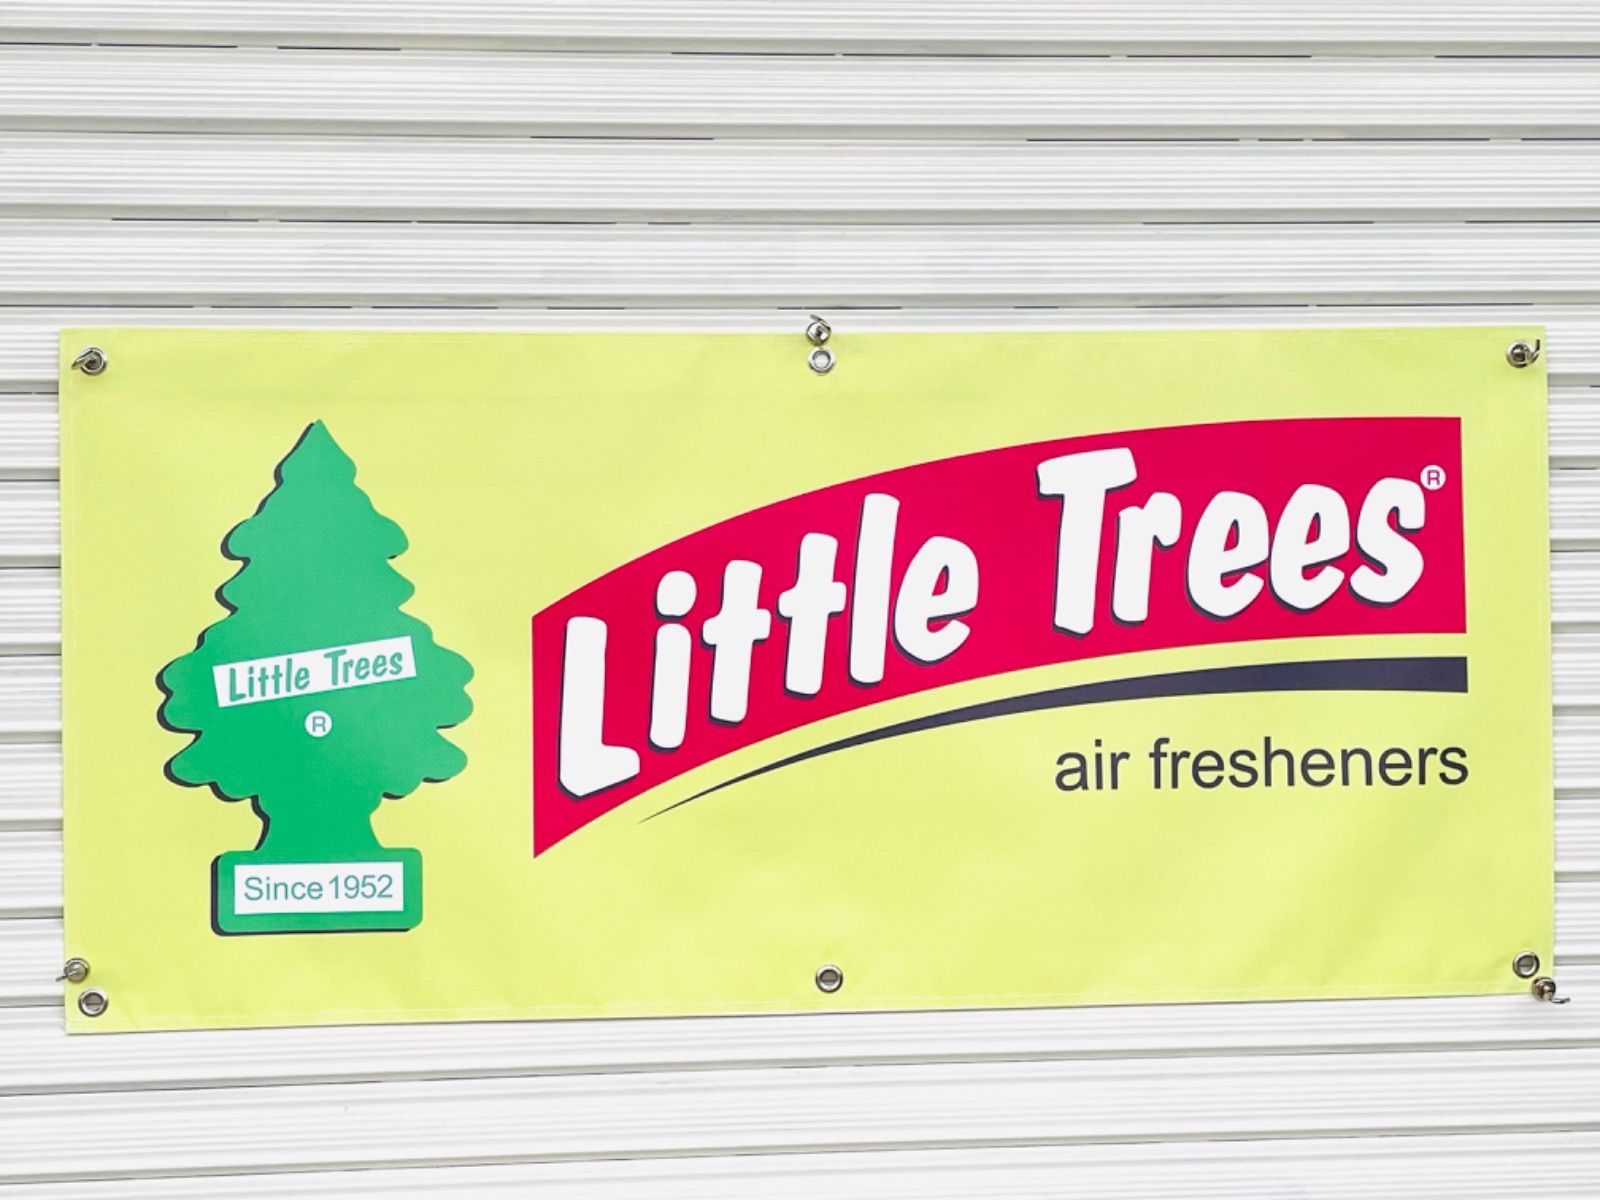 Little Trees®
Little Trees
®
Since 1952
air fresheners